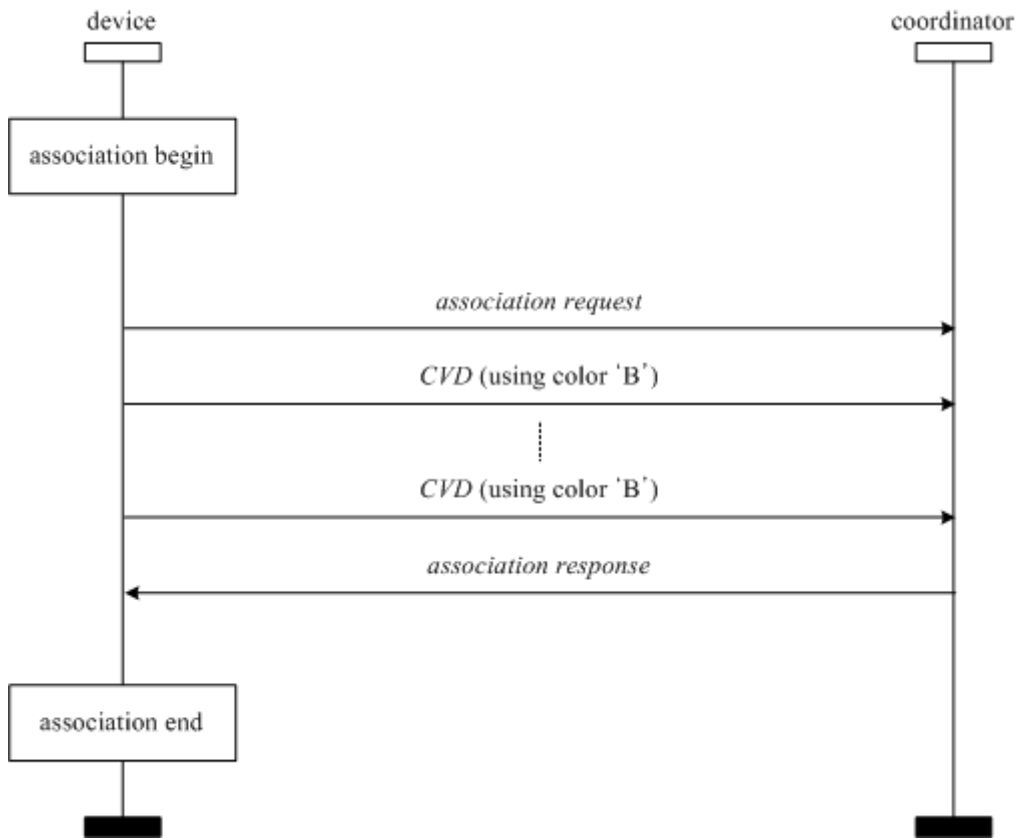 device
coordinator
association begin
association request
CVD (using color ‘B’)
CVD (using color ‘B’)
association response
association end